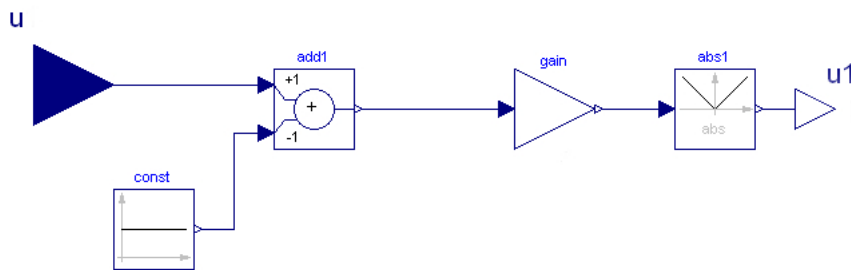 u
add1
gain
abs1
u1
+1
+
-1
abs
const